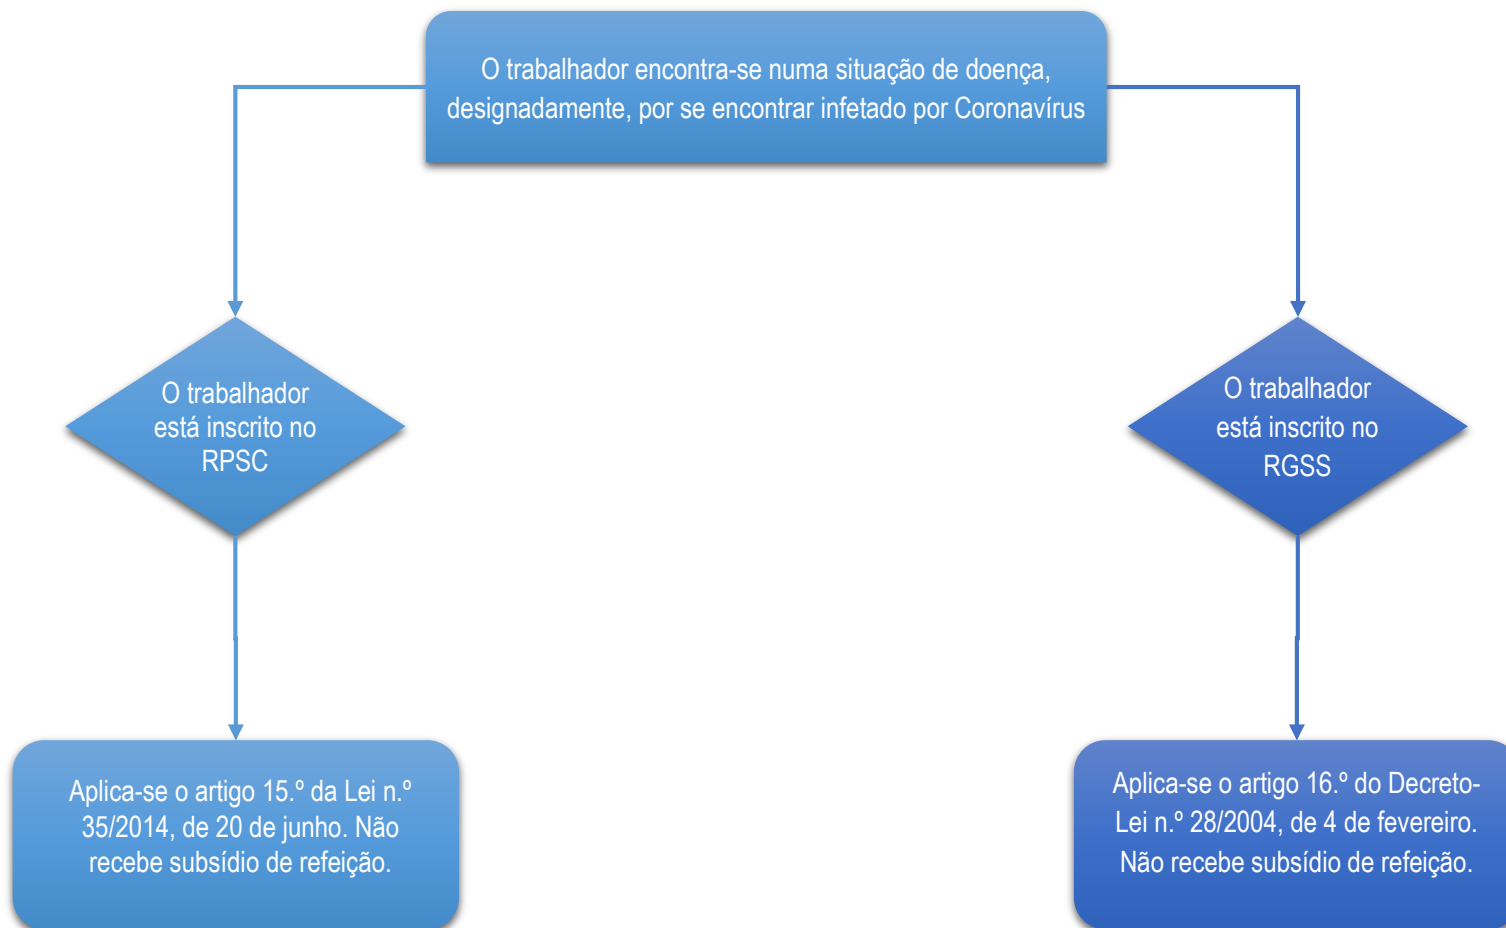 O trabalhador encontra-se numa situação de doença,
designadamente, por se encontrar infetado por Coronavírus
O trabalhador
está inscrito no
RPSC
O trabalhador
está inscrito no
RGSS
Aplica-se o artigo 15.º da Lei n.º
35/2014, de 20 de junho. Não
recebe subsídio de refeição.
Aplica-se o artigo 16.º do Decreto-
Lei n.º 28/2004, de 4 de fevereiro.
Não recebe subsídio de refeição.